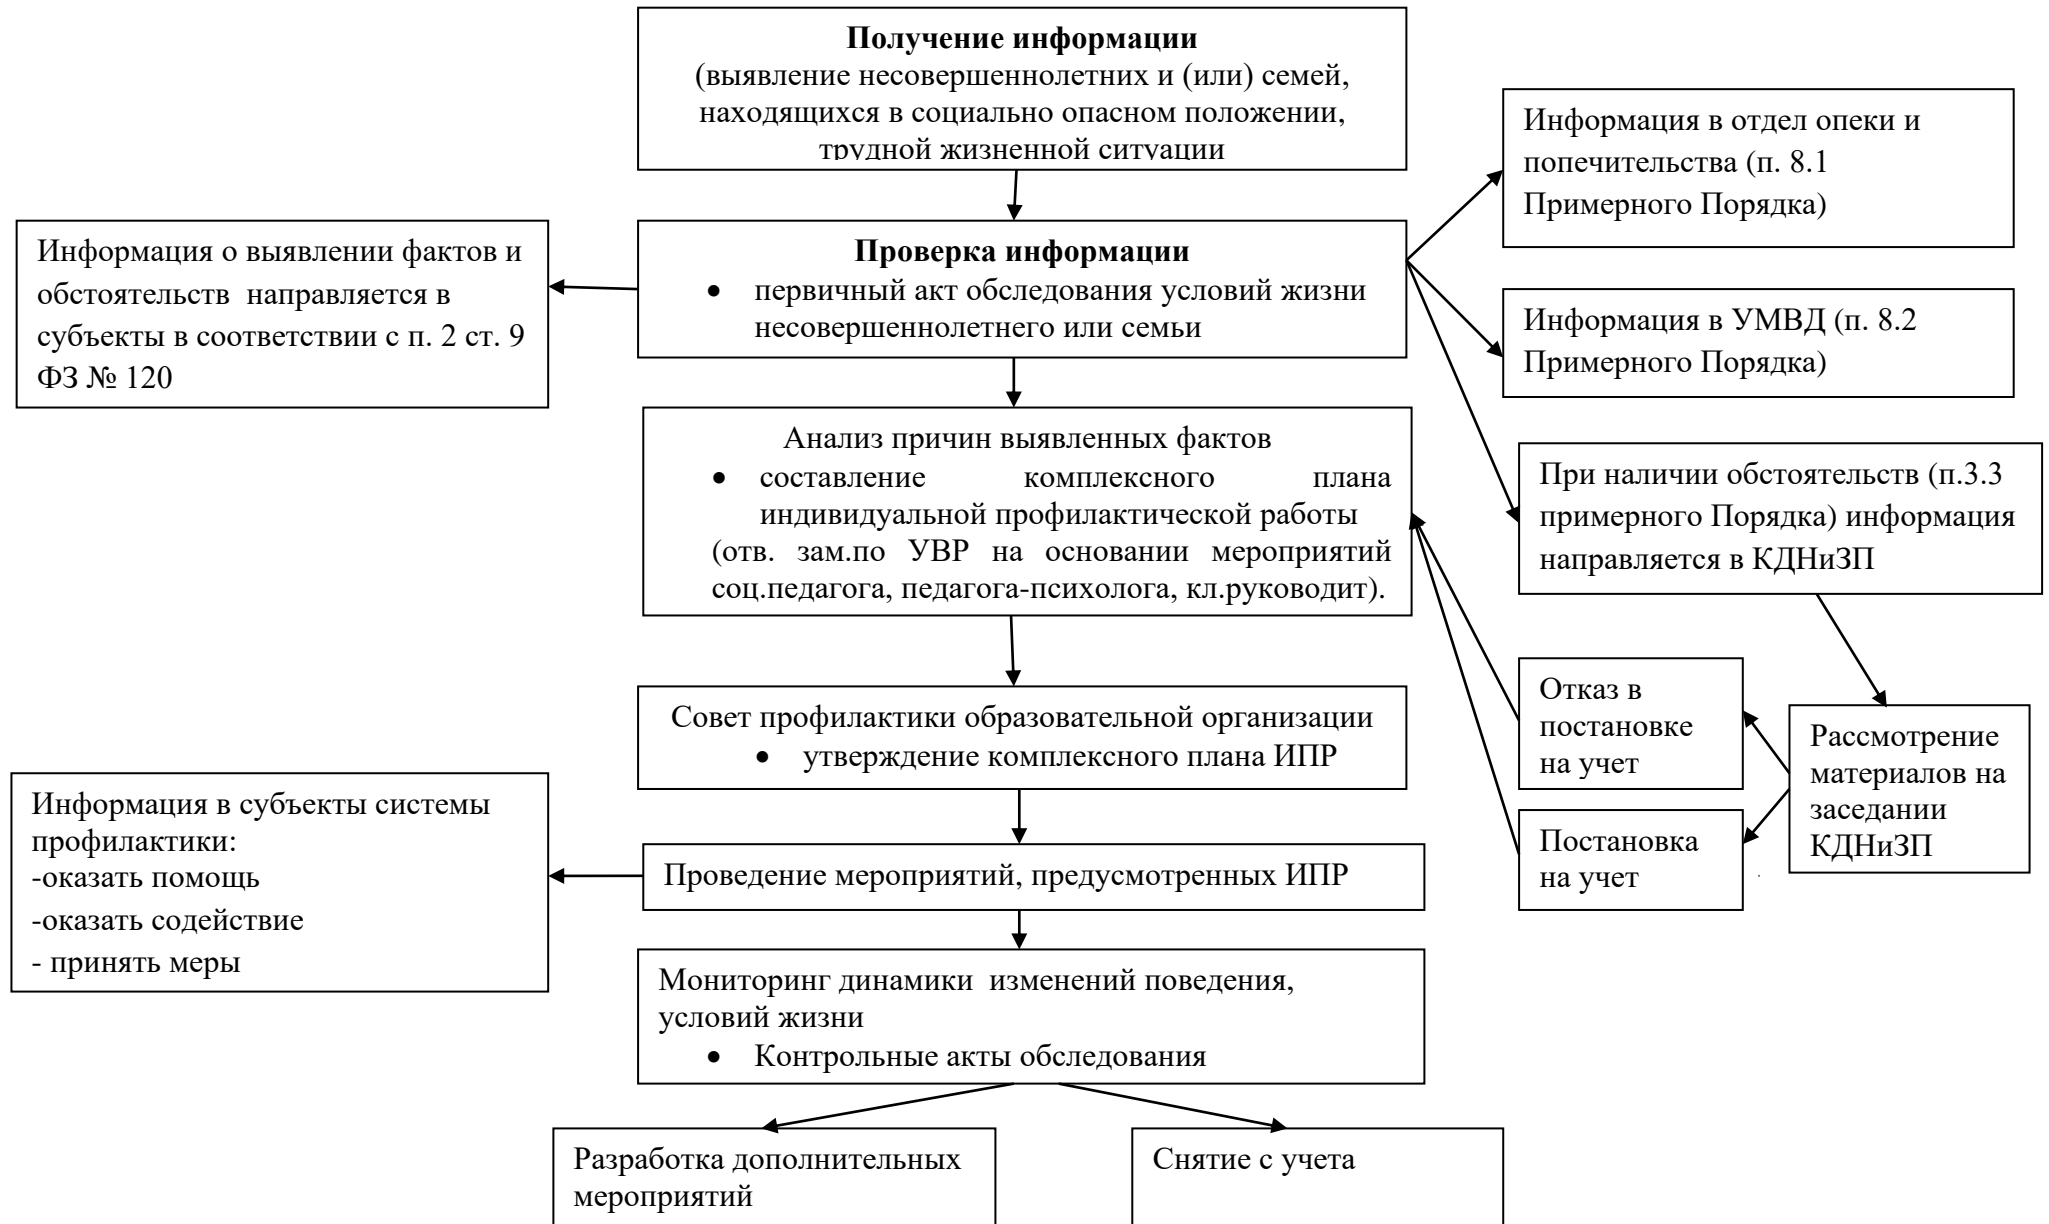 Получение информации
(выявление несовершеннолетних и (или) семей,
находящихся в социально опасном положении,
трудной жизненной ситуации
Информация в отдел опеки и
попечительства (п. 8.1
Примерного Порядка)
Информация о выявлении фактов и
обстоятельств направляется в
субъекты в соответствии с п. 2 ст. 9
ФЗ № 120
Проверка информации
• первичный акт обследования условий жизни
несовершеннолетнего или семьи
Информация в УМВД (п. 8.2
Примерного Порядка)
Анализ причин выявленных фактов
• составление комплексного плана
индивидуальной профилактической работы
(отв. зам.по УВР на основании мероприятий
соц.педагога, педагога-психолога, кл.руководит).
При наличии обстоятельств (п.3.3
примерного Порядка) информация
направляется в КДНиЗП
Отказ в
постановке
на учет
Рассмотрение
материалов на
заседании
КДНиЗП
Постановка
на учет
Совет профилактики образовательной организации
• утверждение комплексного плана ИПР
Информация в субъекты системы
профилактики:
-оказать помощь
-оказать содействие
- принять меры
Проведение мероприятий, предусмотренных ИПР
Мониторинг динамики изменений поведения,
условий жизни
• Контрольные акты обследования
Разработка дополнительных
мероприятий
Снятие с учета